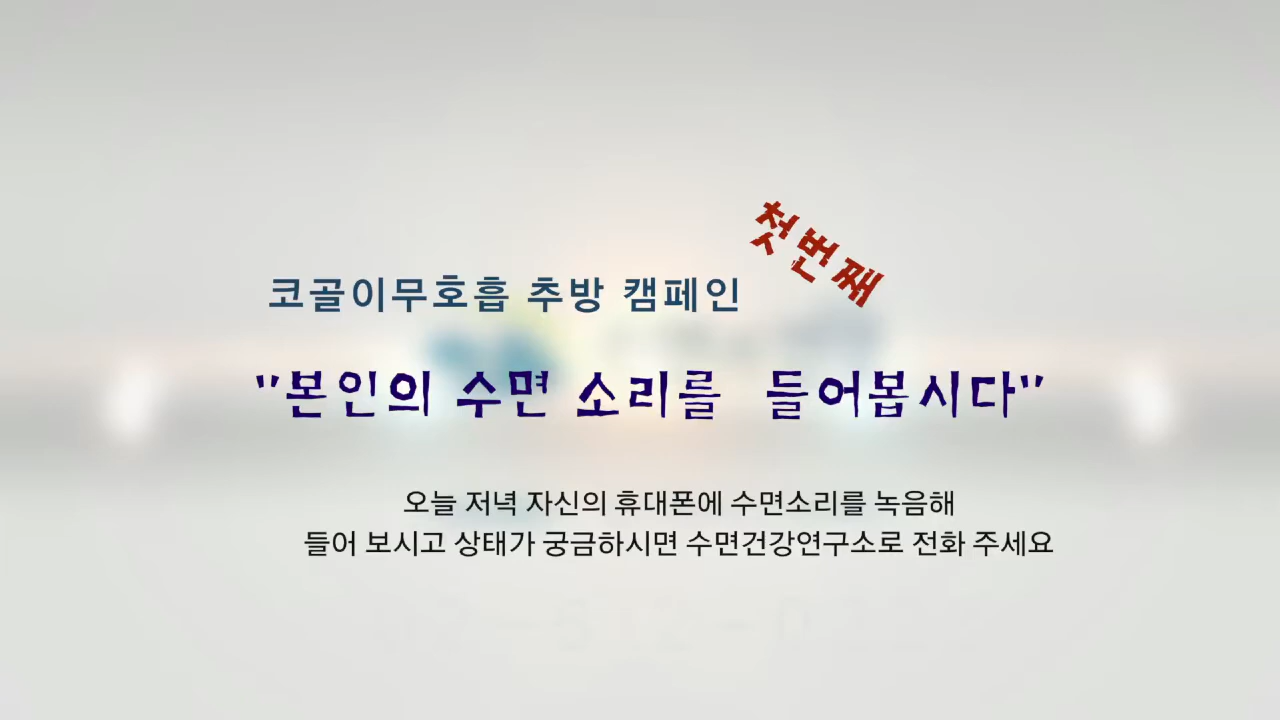 첫번째
코골이무호흡 추방 캠페인
"본인의 수면 소리를 들어봅시다"
오늘 저녁 자신의 휴대폰에 수면소리를 녹음해
들어 보시고 상태가 궁금하시면 수면건강연구소로 전화 주세요